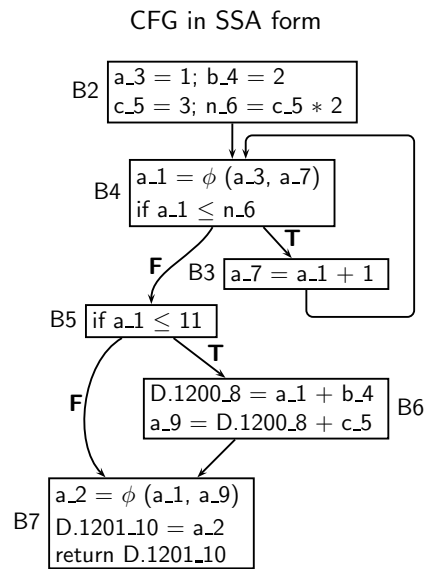 CFG in SSA form
B2
a_3 = 1; b_4 = 2
c_5 = 3; n_6 = c_5 * 2
B4
a_1 = ϕ (a_3, a_7)
if a_1 ≤ n_6
F
T
B3
a_7 = a_1 + 1
B5
if a_1 ≤ 11
F
T
D.1200_8 = a_1 + b_4
a_9 = D.1200_8 + c_5
B6
B7
a_2 = ϕ (a_1, a_9)
D.1201_10 = a_2
return D.1201_10